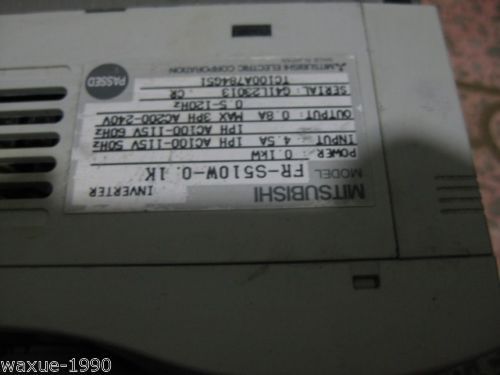 MITSUBISHI INVERTER
MODEL FR-S510W-0.1K
POWER: 0.1kW
INPUT: 4.5A 1PH AC100-115V 50Hz
1PH AC100-115V 60Hz
OUTPUT: 0.8A MAX 3PH AC200-240V
0.5-120Hz
SERIAL: G41L23013 .CR
TC100A784G51
MITSUBISHI ELECTRIC CORPORATION
PASSED
waxue-1990